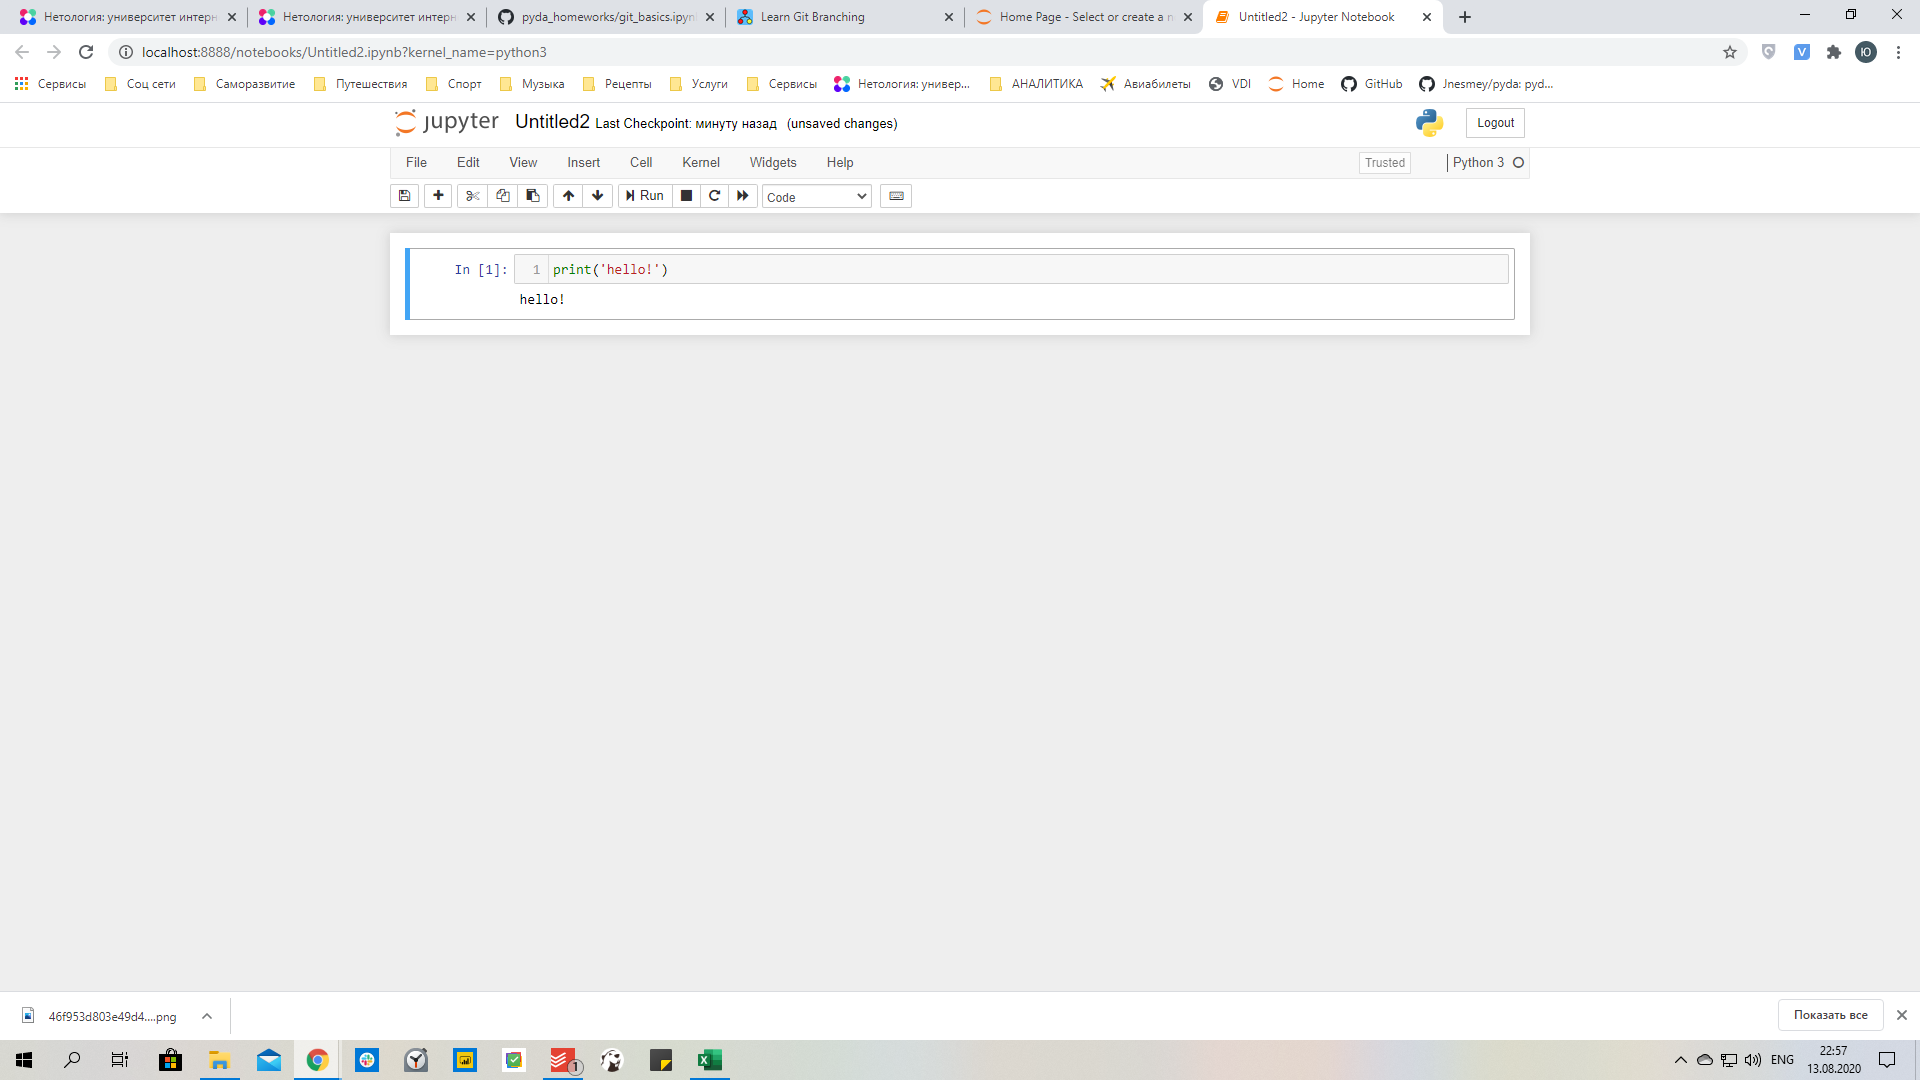 Нетология: университет интерн
Нетология: университет интерн
pyda_homeworks/git_basics.ipyn
Learn Git Branching
Home Page - Select or create a n
Untitled2 - Jupyter Notebook
localhost:8888/notebooks/Untitled2.ipynb?kernel_name=python3
V
Ю
Сервисы
Соц сети
Саморазвитие
Путешествия
Спорт
Музыка
Рецепты
Услуги
Сервисы
Нетология: универ...
АНАЛИТИКА
Авиабилеты
VDI
Home
GitHub
Jnesmey/pyda: pyd...
jupyter Untitled2 Last Checkpoint: минуту назад (unsaved changes)
Logout
File Edit View Insert Cell Kernel Widgets Help
Trusted
Python 3
Run
Code
In [1]: 1 print('hello!')
hello!
46f953d803e49d4....png
Показать все
1
ENG
22:57
13.08.2020